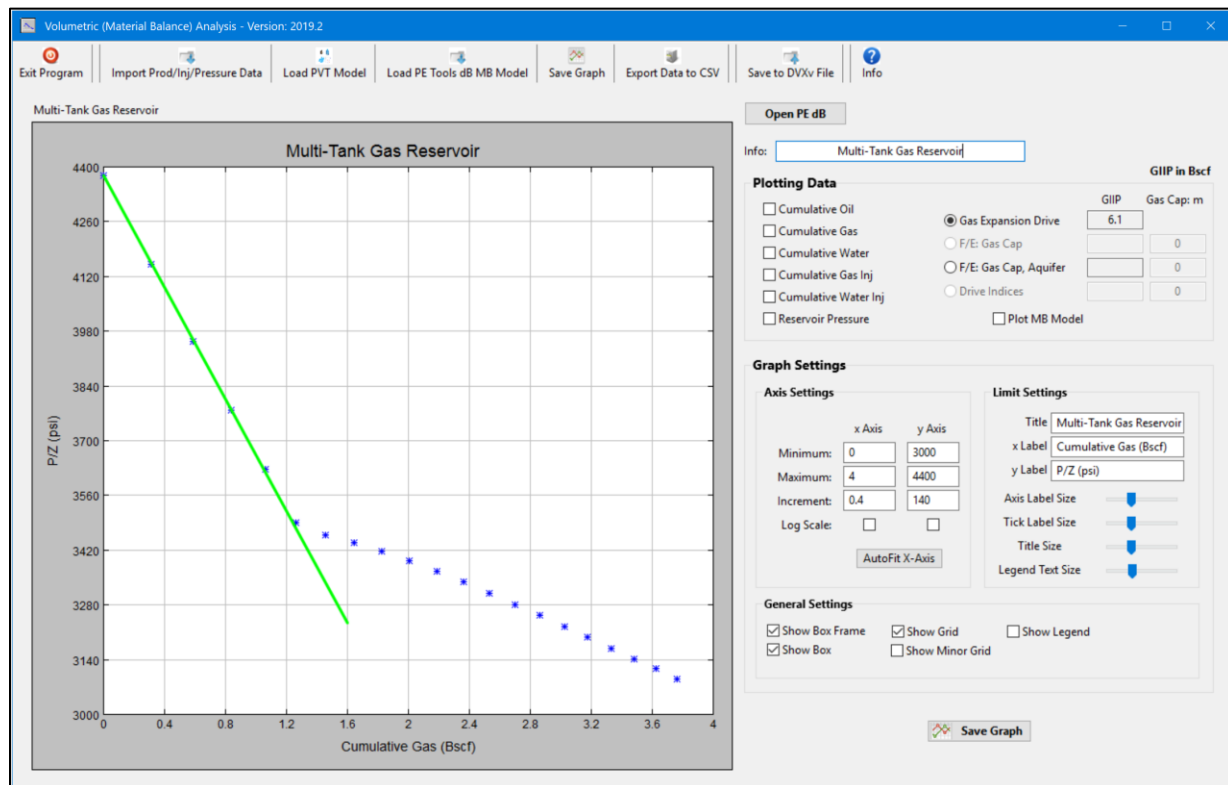 Volumetric (Material Balance) Analysis - Version: 2019.2
Exit Program Import Prod/Inj/Pressure Data Load PVT Model Load PE Tools dB MB Model Save Graph Export Data to CSV Save to DVXv File Info
Multi-Tank Gas Reservoir
Multi-Tank Gas Reservoir
4400
4260
4120
3980
3840
3700
3560
3420
3280
3140
3000
P/Z (psi)
0 0.4 0.8 1.2 1.6 2 2.4 2.8 3.2 3.6 4
Cumulative Gas (Bscf)
Open PE dB
Info: Multi-Tank Gas Reservoir
GIIP in Bscf
Plotting Data
GIIP Gas Cap: m
Cumulative Oil
Cumulative Gas
Cumulative Water
Cumulative Gas Inj
Cumulative Water Inj
Reservoir Pressure
Gas Expansion Drive 6.1
F/E: Gas Cap 0
F/E: Gas Cap, Aquifer 0
Drive Indices 0
Plot MB Model
Graph Settings
Axis Settings
x Axis y Axis
Minimum: 0 3000
Maximum: 4 4400
Increment: 0.4 140
Log Scale:
AutoFit X-Axis
Limit Settings
Title Multi-Tank Gas Reservoir
x Label Cumulative Gas (Bscf)
y Label P/Z (psi)
Axis Label Size
Tick Label Size
Title Size
Legend Text Size
General Settings
Show Box Frame Show Grid Show Legend
Show Box Show Minor Grid
Save Graph